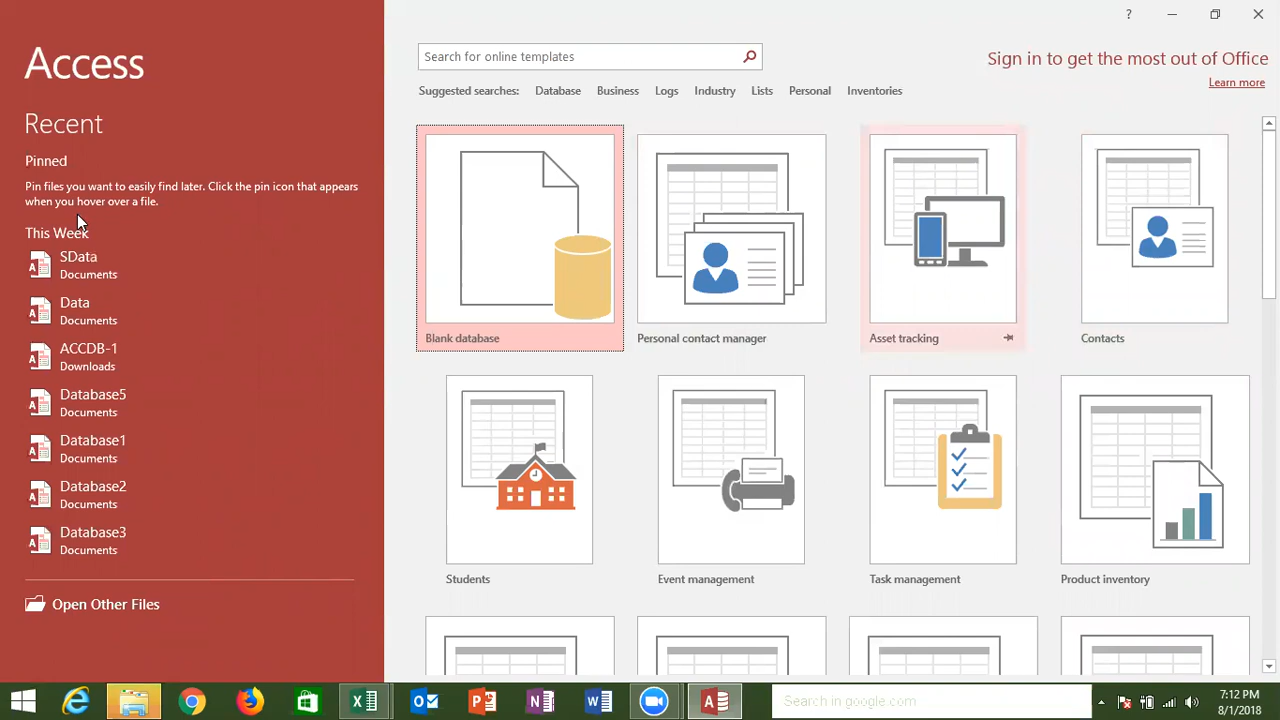 Access
Recent
Pinned
Pin files you want to easily find later. Click the pin icon that appears
when you hover over a file.
This Week
SData
Documents
Data
Documents
ACCDB-1
Downloads
Database5
Documents
Database1
Documents
Database2
Documents
Database3
Documents
Open Other Files
?
Search for online templates
Sign in to get the most out of Office
Learn more
Suggested searches: Database Business Logs Industry Lists Personal Inventories
Blank database
Personal contact manager
Asset tracking
Contacts
Students
Event management
Task management
Product inventory
Search in google.com
7:12 PM
8/1/2018